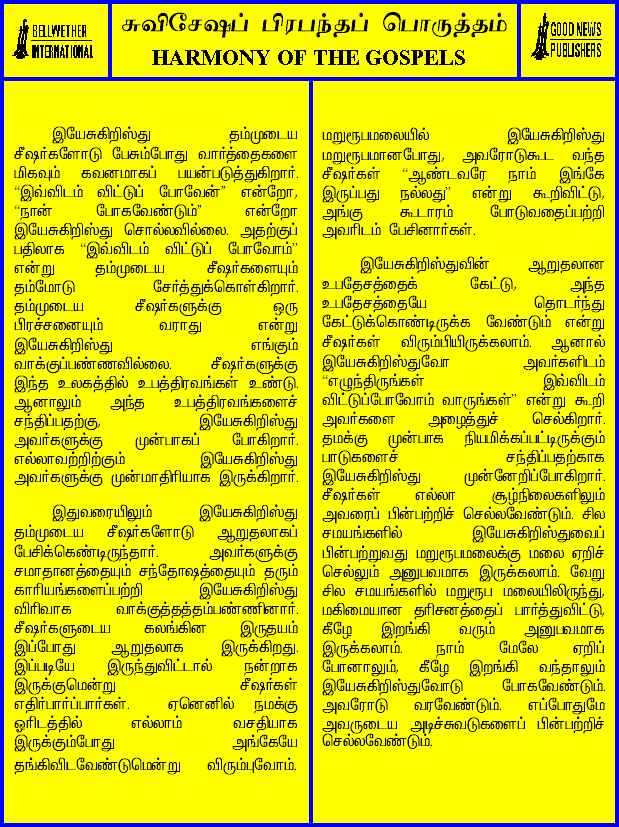 BELLWETHER
INTERNATIONAL
சுவிசேஷப் பிரபந்தப் பொருத்தம்
HARMONY OF THE GOSPELS
GOOD NEWS
PUBLISHERS
இயேசுகிறிஸ்து தம்முடைய
சீஷர்களோடு பேசும்போது வார்த்தைகளை
மிகவும் கவனமாகப் பயன்படுத்துகிறார்.
“இவ்விடம் விட்டுப் போவேன்” என்றோ,
“நான் போகவேண்டும்” என்றோ
இயேசுகிறிஸ்து சொல்லவில்லை. அதற்குப்
பதிலாக “இவ்விடம் விட்டுப் போவோம்”
என்று தம்முடைய சீஷர்களையும்
தம்மோடு சேர்த்துக்கொள்கிறார்.
தம்முடைய சீஷர்களுக்கு ஒரு
பிரச்சனையும் வராது என்று
இயேசுகிறிஸ்து எங்கும்
வாக்குப்பண்ணவில்லை. சீஷர்களுக்கு
இந்த உலகத்தில் உபத்திரவங்கள் உண்டு.
ஆனாலும் அந்த உபத்திரவங்களைச்
சந்திப்பதற்கு, இயேசுகிறிஸ்து
அவர்களுக்கு முன்பாகப் போகிறார்.
எல்லாவற்றிற்கும் இயேசுகிறிஸ்து
அவர்களுக்கு முன்மாதிரியாக இருக்கிறார்.
இதுவரையிலும் இயேசுகிறிஸ்து
தம்முடைய சீஷர்களோடு ஆறுதலாகப்
பேசிக்கெண்டிருந்தார். அவர்களுக்கு
சமாதானத்தையும் சந்தோஷத்தையும் தரும்
காரியங்களைப்பற்றி இயேசுகிறிஸ்து
விரிவாக வாக்குத்தத்தம்பண்ணினார்.
சீஷர்களுடைய கலங்கின இருதயம்
இப்போது ஆறுதலாக இருக்கிறது.
இப்படியே இருந்துவிட்டால் நன்றாக
இருக்குமென்று சீஷர்கள்
எதிர்பார்ப்பார்கள். ஏனெனில் நமக்கு
ஓரிடத்தில் எல்லாம் வசதியாக
இருக்கும்போது அங்கேயே
தங்கிவிடவேண்டுமென்று விரும்புவோம்.
மறுரூபமலையில் இயேசுகிறிஸ்து
மறுரூபமானபோது, அவரோடுகூட வந்த
சீஷர்கள் “ஆண்டவரே நாம் இங்கே
இருப்பது நல்லது” என்று கூறிவிட்டு,
அங்கு கூடாரம் போடுவதைப்பற்றி
அவரிடம் பேசினார்கள்.
இயேசுகிறிஸ்துவின் ஆறுதலான
உபதேசத்தைக் கேட்டு, அந்த
உபதேசத்தையே தொடர்ந்து
கேட்டுக்கொண்டிருக்க வேண்டும் என்று
சீஷர்கள் விரும்பியிருக்கலாம். ஆனால்
இயேசுகிறிஸ்துவோ அவர்களிடம்
“எழுந்திருங்கள் இவ்விடம்
விட்டுப்போவோம் வாருங்கள்” என்று கூறி
அவர்களை அழைத்துச் செல்கிறார்.
தமக்கு முன்பாக நியமிக்கப்பட்டிருக்கும்
பாடுகளைச் சந்திப்பதற்காக
இயேசுகிறிஸ்து முன்னேறிப்போகிறார்.
சீஷர்கள் எல்லா சூழ்நிலைகளிலும்
அவரைப் பின்பற்றிச் செல்லவேண்டும். சில
சமயங்களில் இயேசுகிறிஸ்துவைப்
பின்பற்றுவது மறுரூபமலைக்கு மலை ஏறிச்
செல்லும் அனுபவமாக இருக்கலாம். வேறு
சில சமயங்களில் மறுரூப மலையிலிருந்து,
மகிமையான தரிசனத்தைப் பார்த்துவிட்டு,
கீழே இறங்கி வரும் அனுபவமாக
இருக்கலாம். நாம் மேலே ஏறிப்
போனாலும், கீழே இறங்கி வந்தாலும்
இயேசுகிறிஸ்துவோடு போகவேண்டும்.
அவரோடு வரவேண்டும். எப்போதுமே
அவருடைய அடிச்சுவடுகளைப் பின்பற்றிச்
செல்லவேண்டும்.